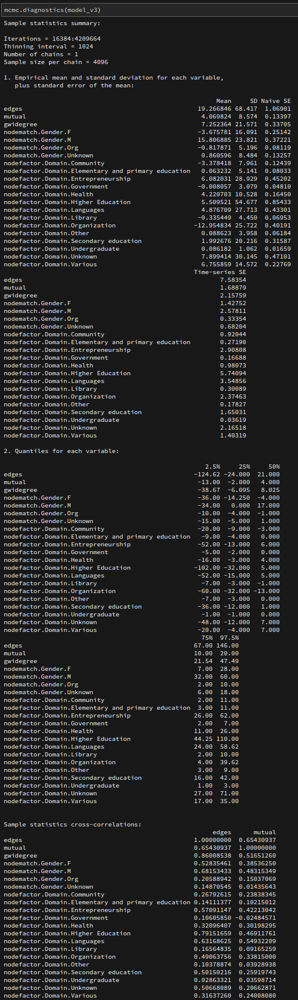 mcmc.diagnostics(model_v3)
Sample statistics summary:
Iterations = 16384:4209664
Thinning interval = 1024
Number of chains = 1
Sample size per chain = 4096
1. Empirical mean and standard deviation for each variable,
plus standard error of the mean:
Mean SD Naive SE
edges 19.266846 68.417 1.06901
mutual 4.069824 8.574 0.13397
gwidegree 7.252364 21.571 0.33705
nodematch.Gender.F -3.675781 16.091 0.25142
nodematch.Gender.M 15.806885 23.821 0.37221
nodematch.Gender.Org -0.817871 5.196 0.08119
nodematch.Gender.Unknown 0.860596 8.484 0.13257
nodefactor.Domain.Community -3.378418 7.961 0.12439
nodefactor.Domain.Elementary and primary education 0.063232 5.141 0.08033
nodefactor.Domain.Entrepreneurship 6.082031 28.929 0.45202
nodefactor.Domain.Government -0.008057 3.079 0.04810
nodefactor.Domain.Health 4.220703 10.528 0.16450
nodefactor.Domain.Higher Education 5.509521 54.677 0.85433
nodefactor.Domain.Languages 4.876709 27.713 0.43301
nodefactor.Domain.Library -0.335449 4.450 0.06953
nodefactor.Domain.Organization -12.954834 25.722 0.40191
nodefactor.Domain.Other 0.088623 3.958 0.06184
nodefactor.Domain.Secondary education 1.992676 20.216 0.31587
nodefactor.Domain.Undergraduate 0.086182 1.062 0.01659
nodefactor.Domain.Unknown 7.899414 30.145 0.47101
nodefactor.Domain.Various 6.755859 14.572 0.22769
Time-series SE
edges 7.58354
mutual 1.68879
gwidegree 2.15759
nodematch.Gender.F 1.42752
nodematch.Gender.M 2.57811
nodematch.Gender.Org 0.33354
nodematch.Gender.Unknown 0.68204
nodefactor.Domain.Community 0.92044
nodefactor.Domain.Elementary and primary education 0.27190
nodefactor.Domain.Entrepreneurship 2.90808
nodefactor.Domain.Government 0.16688
nodefactor.Domain.Health 0.98073
nodefactor.Domain.Higher Education 5.74094
nodefactor.Domain.Languages 3.54856
nodefactor.Domain.Library 0.30089
nodefactor.Domain.Organization 2.37463
nodefactor.Domain.Other 0.17827
nodefactor.Domain.Secondary education 1.65031
nodefactor.Domain.Undergraduate 0.03619
nodefactor.Domain.Unknown 2.16518
nodefactor.Domain.Various 1.40319
2. Quantiles for each variable:
2.5% 25% 50%
edges -124.62 -24.000 21.000
mutual -13.00 -2.000 4.000
gwidegree -38.67 -6.095 8.025
nodematch.Gender.F -36.00 -14.250 -4.000
nodematch.Gender.M -34.00 0.000 17.000
nodematch.Gender.Org -10.00 -4.000 -1.000
nodematch.Gender.Unknown -15.00 -5.000 1.000
nodefactor.Domain.Community -20.00 -9.000 -3.000
nodefactor.Domain.Elementary and primary education -9.00 -4.000 0.000
nodefactor.Domain.Entrepreneurship -52.00 -13.000 6.000
nodefactor.Domain.Government -5.00 -2.000 0.000
nodefactor.Domain.Health -16.00 -3.000 4.000
nodefactor.Domain.Higher Education -102.00 -32.000 5.000
nodefactor.Domain.Languages -52.00 -15.000 5.000
nodefactor.Domain.Library -7.00 -3.000 -1.000
nodefactor.Domain.Organization -60.00 -32.000 -13.000
nodefactor.Domain.Other -7.00 -3.000 0.000
nodefactor.Domain.Secondary education -36.00 -12.000 1.000
nodefactor.Domain.Undergraduate -1.00 -1.000 0.000
nodefactor.Domain.Unknown -48.00 -12.000 7.000
nodefactor.Domain.Various -20.00 -4.000 7.000
75% 97.5%
edges 67.00 146.00
mutual 10.00 20.00
gwidegree 21.54 47.49
nodematch.Gender.F 7.00 28.00
nodematch.Gender.M 32.00 60.00
nodematch.Gender.Org 2.00 10.00
nodematch.Gender.Unknown 6.00 18.00
nodefactor.Domain.Community 2.00 11.00
nodefactor.Domain.Elementary and primary education 3.00 11.00
nodefactor.Domain.Entrepreneurship 26.00 62.00
nodefactor.Domain.Government 2.00 7.00
nodefactor.Domain.Health 11.00 26.00
nodefactor.Domain.Higher Education 44.25 110.00
nodefactor.Domain.Languages 24.00 58.62
nodefactor.Domain.Library 2.00 10.00
nodefactor.Domain.Organization 4.00 39.62
nodefactor.Domain.Other 3.00 9.00
nodefactor.Domain.Secondary education 16.00 42.00
nodefactor.Domain.Undergraduate 1.00 3.00
nodefactor.Domain.Unknown 27.00 71.00
nodefactor.Domain.Various 17.00 35.00
Sample statistics cross-correlations:
edges mutual
edges 1.00000000 0.65430937
mutual 0.65430937 1.00000000
gwidegree 0.86008538 0.51651260
nodematch.Gender.F 0.52835461 0.38536250
nodematch.Gender.M 0.68153433 0.48315349
nodematch.Gender.Org 0.20588942 0.15037069
nodematch.Gender.Unknown 0.14870545 0.01435643
nodefactor.Domain.Community 0.26792615 0.23838345
nodefactor.Domain.Elementary and primary education 0.14111377 0.10215012
nodefactor.Domain.Entrepreneurship 0.57091147 0.42213042
nodefactor.Domain.Government 0.10605850 -0.02484571
nodefactor.Domain.Health 0.32096407 0.30198295
nodefactor.Domain.Higher Education 0.79151659 0.46911761
nodefactor.Domain.Languages 0.63168625 0.54932209
nodefactor.Domain.Library 0.16564835 0.09165259
nodefactor.Domain.Organization 0.49063756 0.33815000
nodefactor.Domain.Other 0.10378874 0.03928938
nodefactor.Domain.Secondary education 0.50150216 0.25919743
nodefactor.Domain.Undergraduate 0.02863321 0.03598714
nodefactor.Domain.Unknown 0.50668089 0.20662871
nodefactor.Domain.Various 0.31637260 0.24008080